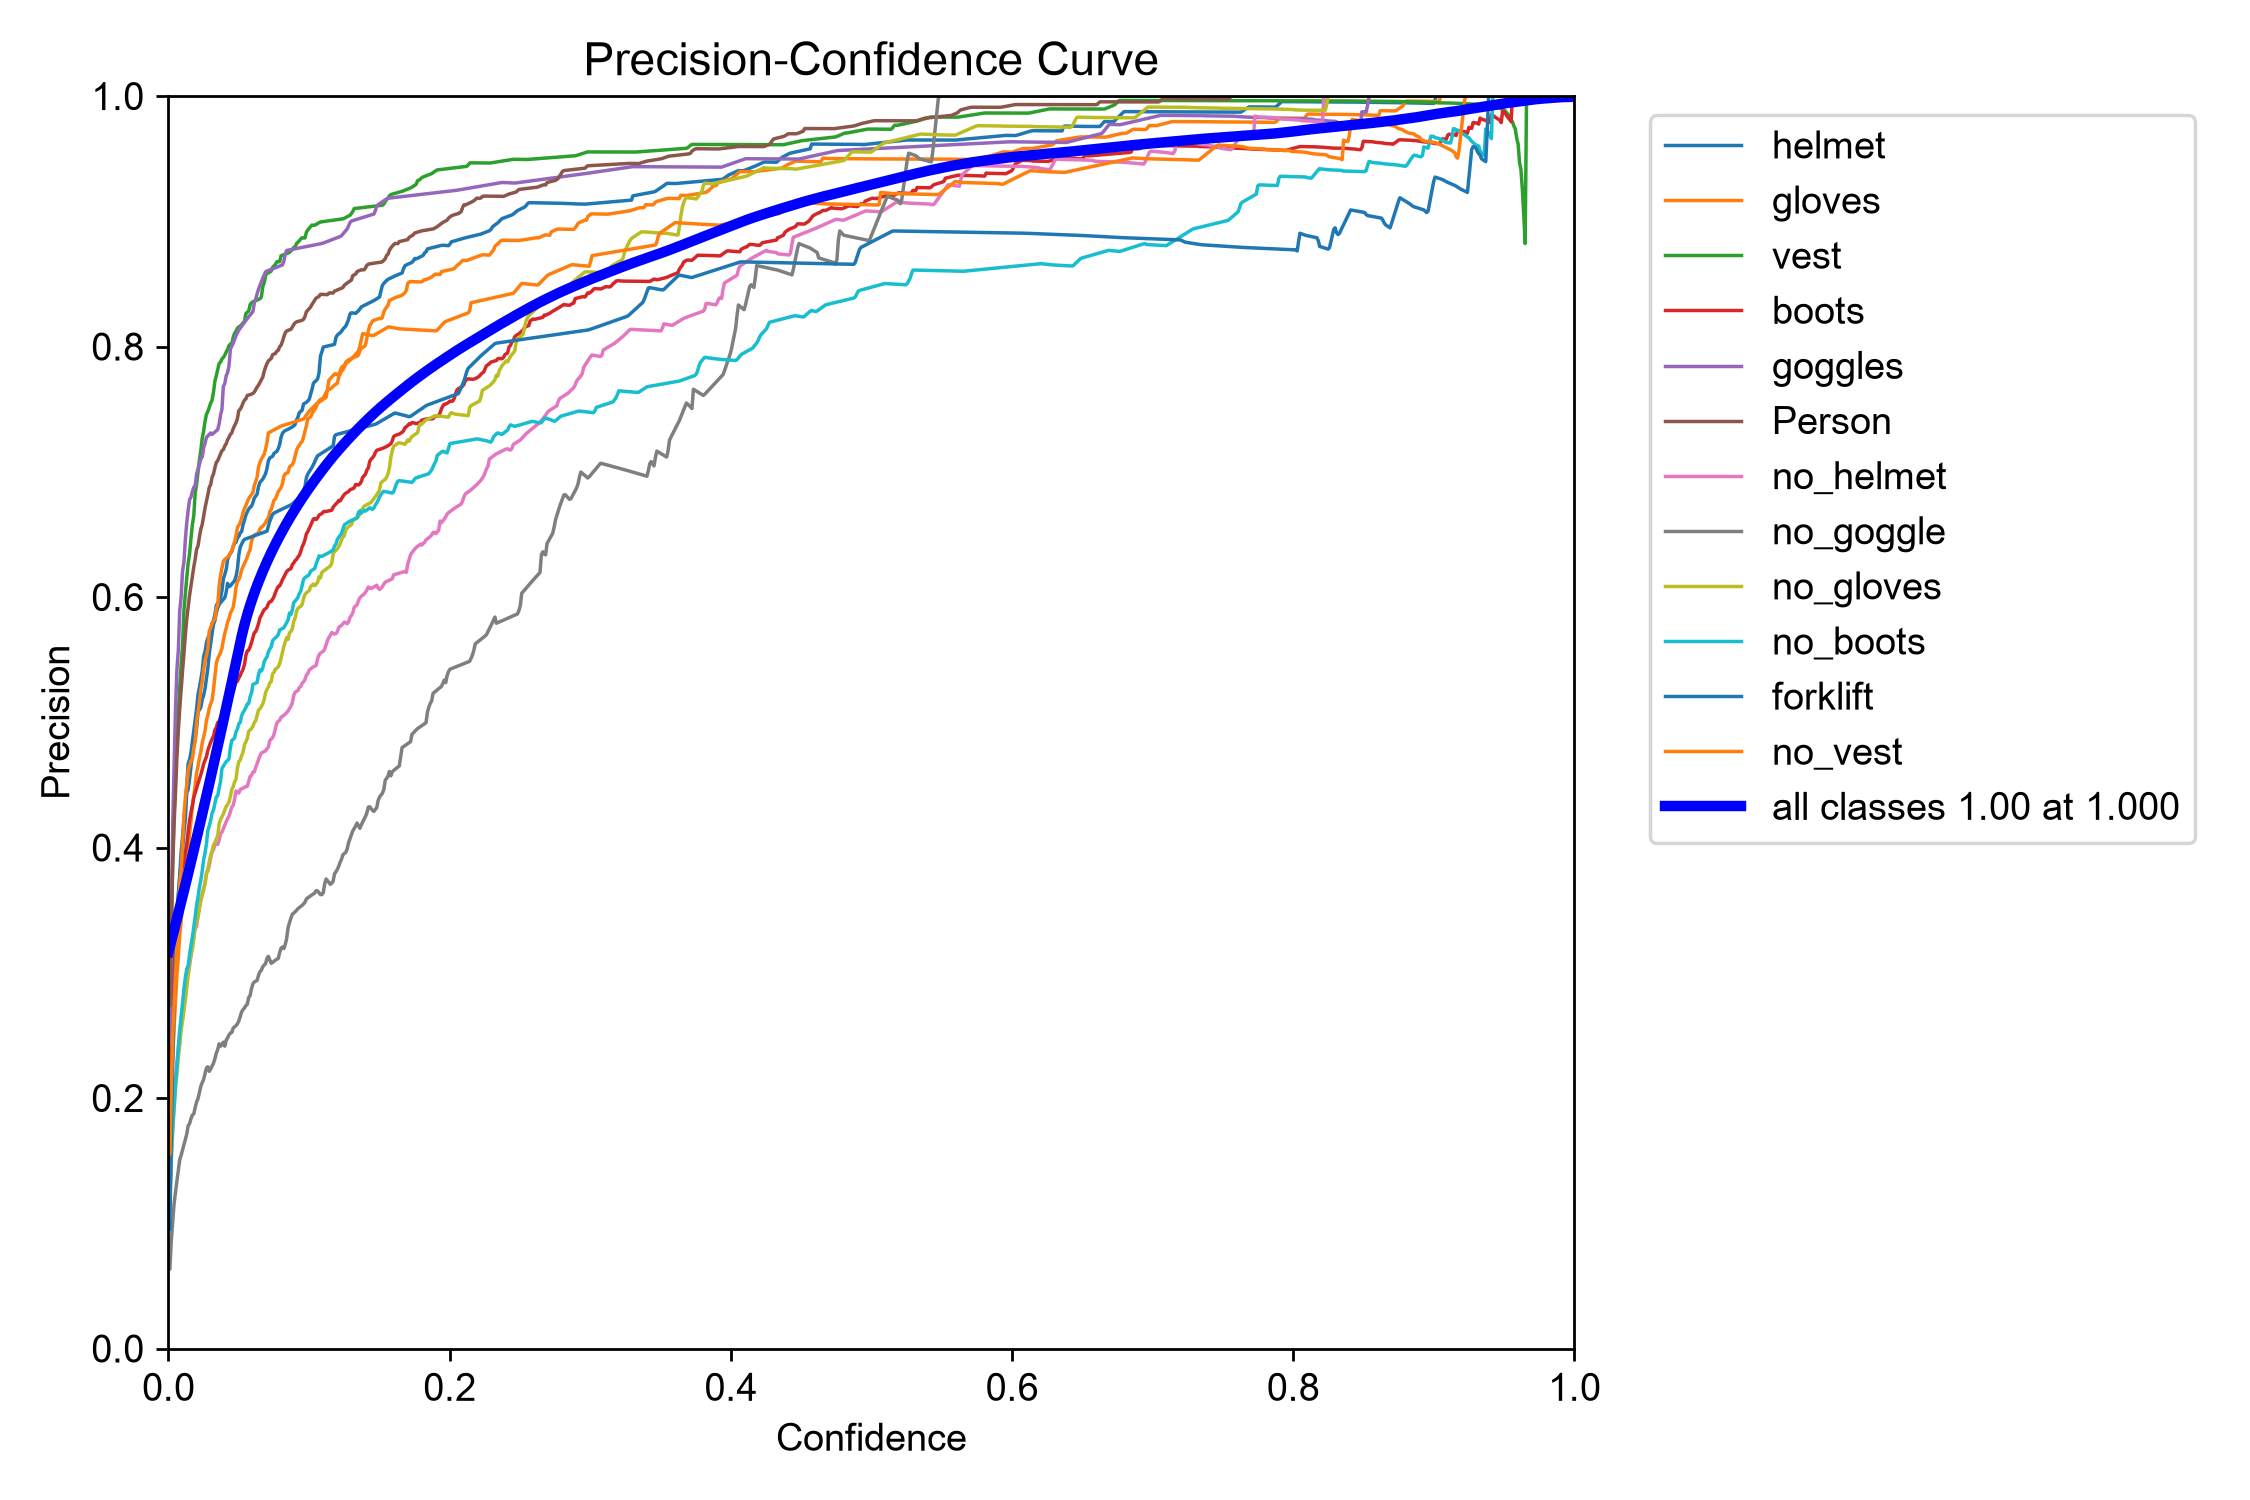 Precision-Confidence Curve
1.0
0.8
0.6
0.4
0.2
0.0
Precision
0.0 0.2 0.4 0.6 0.8 1.0
Confidence
helmet
gloves
vest
boots
goggles
Person
no_helmet
no_goggle
no_gloves
no_boots
forklift
no_vest
all classes 1.00 at 1.000